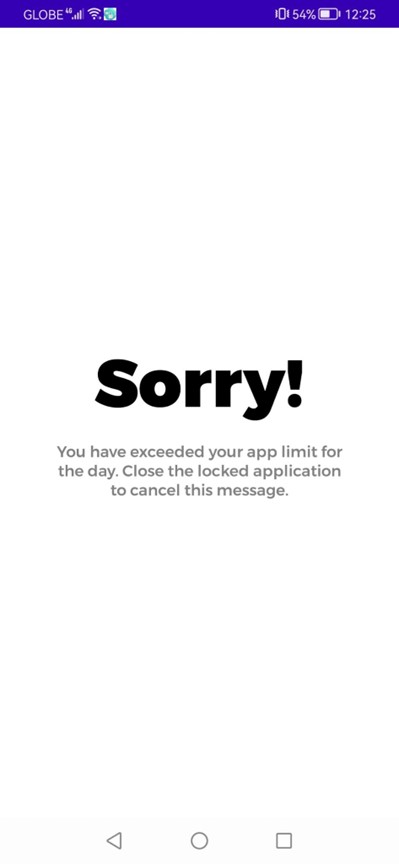 GLOBE 4G 54% 12:25
Sorry!
You have exceeded your app limit for
the day. Close the locked application
to cancel this message.